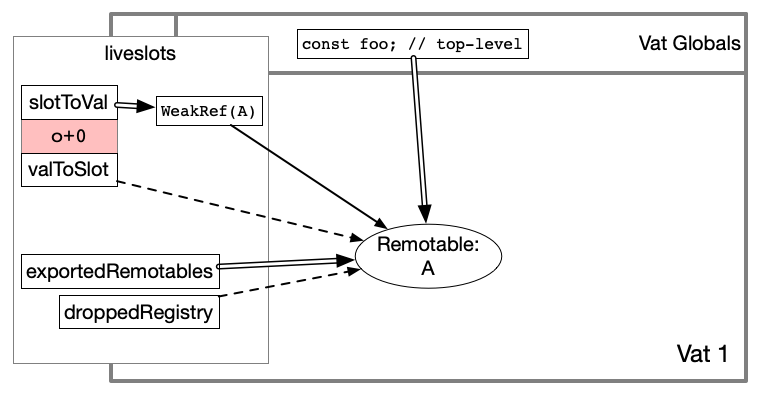 liveslots
const foo; // top-level
Vat Globals
slotToVal
WeakRef(A)
o+0
valToSlot
Remotable:
A
exportedRemotables
droppedRegistry
Vat 1